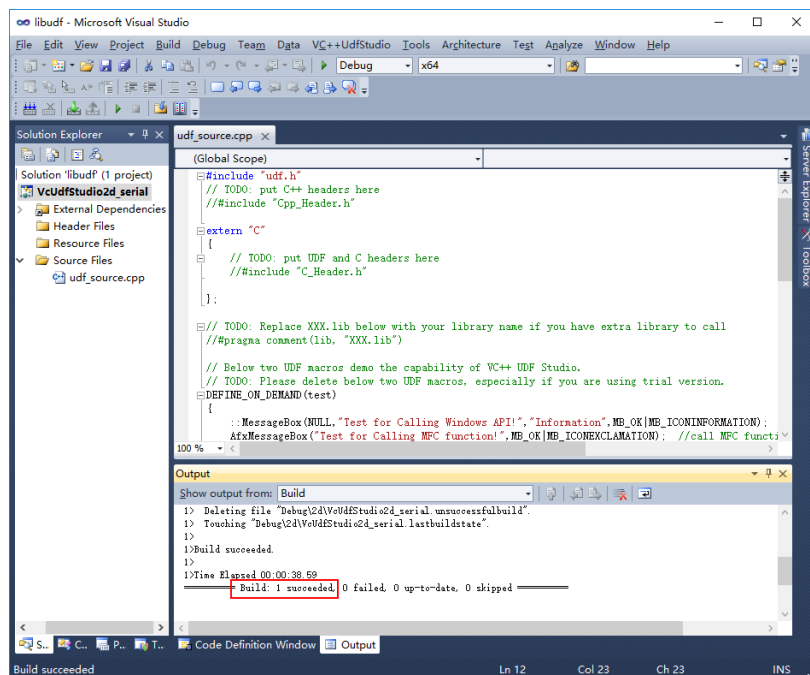 libudf - Microsoft Visual Studio
File Edit View Project Build Debug Team Data VC++UdfStudio Tools Architecture Test Analyze Window Help
Debug x64
Solution Explorer
udf_source.cpp
(Global Scope)
Solution 'libudf' (1 project)
VcUdfStudio2d_serial
External Dependencies
Header Files
Resource Files
Source Files
udf_source.cpp
#include "udf.h"
// TODO: put C++ headers here
//#include "Cpp_Header.h"
extern "C"
{
// TODO: put UDF and C headers here
//#include "C_Header.h"
};
// TODO: Replace XXX.lib below with your library name if you have extra library to call
//#pragma comment(lib, "XXX.lib")
// Below two UDF macros demo the capability of VC++ UDF Studio.
// TODO: Please delete below two UDF macros, especially if you are using trial version.
DEFINE_ON_DEMAND(test)
{
::MessageBox(NULL,"Test for Calling Windows API!","Information",MB_OK|MB_ICONINFORMATION);
AfxMessageBox("Test for Calling MFC function!",MB_OK|MB_ICONEXCLAMATION); //call MFC functi
100 %
Server Explorer
Toolbox
Output
Show output from: Build
1> Deleting file "Debug\2d\VcUdfStudio2d_serial.unsuccessfulbuild".
1> Touching "Debug\2d\VcUdfStudio2d_serial.lastbuildstate".
1>
1>Build succeeded.
1>
1>Time Elapsed 00:00:38.59
========== Build: 1 succeeded, 0 failed, 0 up-to-date, 0 skipped ==========
S... C... P... T...
Code Definition Window Output
Build succeeded Ln 12 Col 23 Ch 23 INS